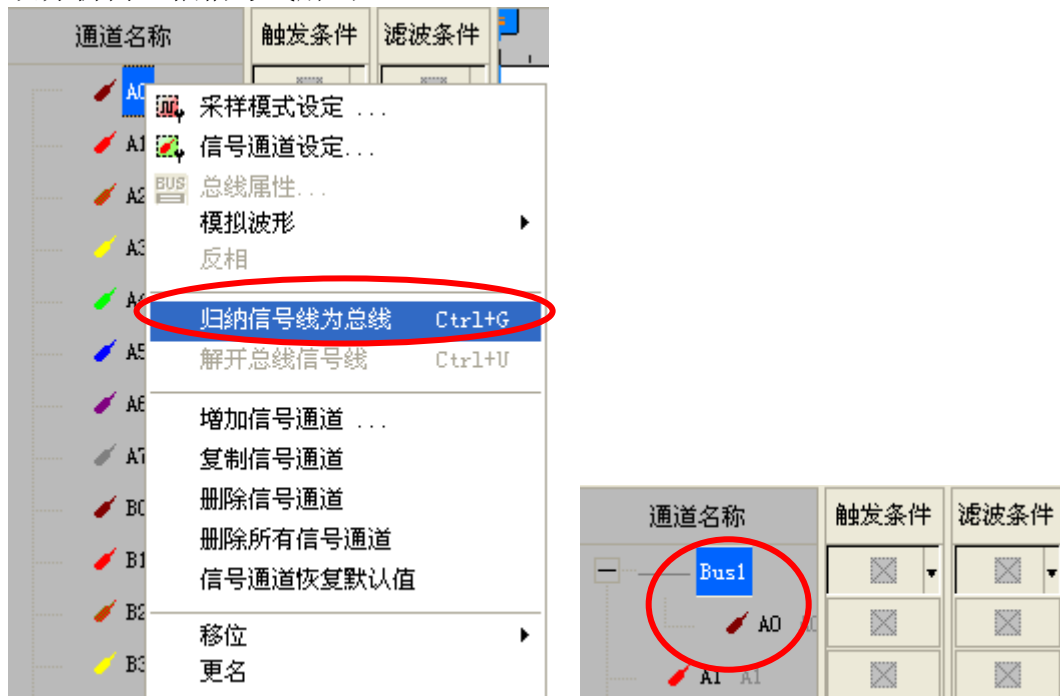 通道名称 触发条件 滤波条件
A0
采样模式设定 ...
A1 信号通道设定...
A2 BUS 总线属性...
模拟波形
A3 反相
A4 归纳信号线为总线 Ctrl+G
A5 解开总线信号线 Ctrl+U
A6
增加信号通道 ...
A7 复制信号通道
B0 删除信号通道
删除所有信号通道
B1 信号通道恢复默认值
B2
移位
B3 更名
通道名称 触发条件 滤波条件
Bus1
A0 A0
A1 A1